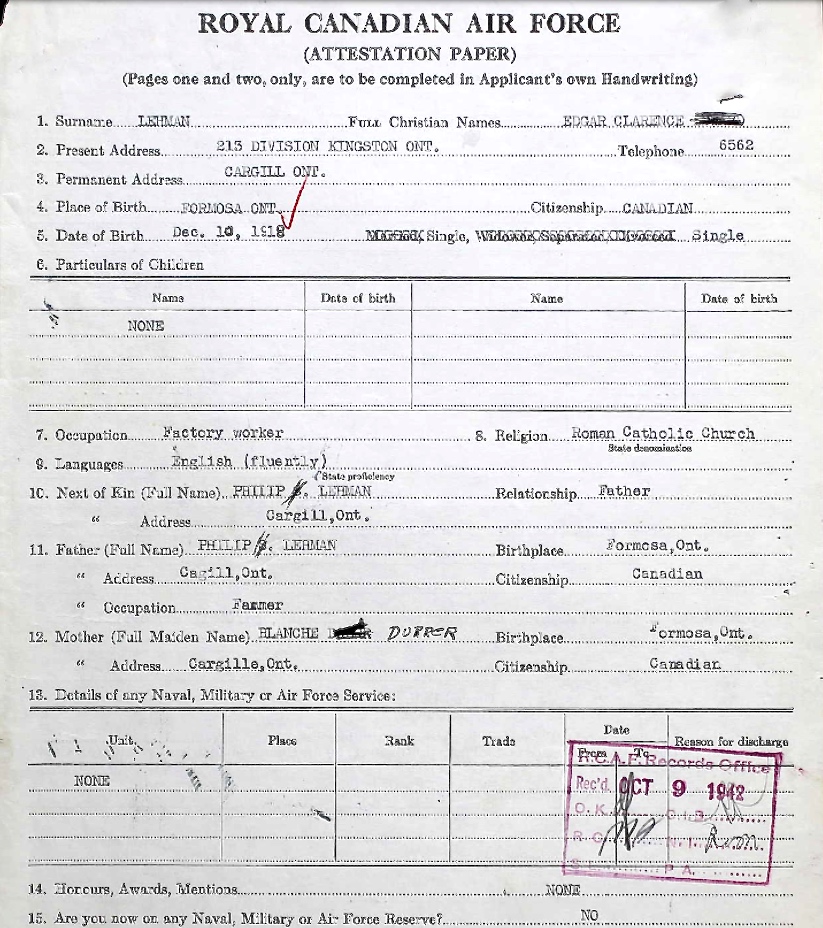 ROYAL CANADIAN AIR FORCE
(ATTESTATION PAPER)
(Pages one and two, only, are to be completed in Applicant's own Handwriting)
1. Surname LEHMAN Full Christian Names EDGAR CLARENCE
2. Present Address 213 DIVISION KINGSTON ONT. Telephone 6562
3. Permanent Address CARGILL ONT.
4. Place of Birth FORMOSA ONT. Citizenship CANADIAN
5. Date of Birth Dec. 10, 1918 Married, Single, Widower, Separated, Divorced Single
6. Particulars of Children
Name Date of birth Name Date of birth
NONE
7. Occupation Factory worker 8. Religion Roman Catholic Church
State denomination
9. Languages English (fluently)
State proficiency
10. Next of Kin (Full Name) PHILIP LEHMAN Relationship Father
" Address Cargill, Ont.
11. Father (Full Name) PHILIP LEHMAN Birthplace Formosa, Ont.
" Address Cagill, Ont. Citizenship Canadian
" Occupation Farmer
12. Mother (Full Maiden Name) BLANCHE DURRER Birthplace Formosa, Ont.
" Address Cargille, Ont. Citizenship Canadian
13. Details of any Naval, Military or Air Force Service:
Unit Place Rank Trade Date From To Reason for discharge
NONE
R.C.A.F. Records Office
Rec'd. OCT 9 1942
O. K.
R. C.
P. A.
14. Honours, Awards, Mentions NONE
15. Are you now on any Naval, Military or Air Force Reserve? NO